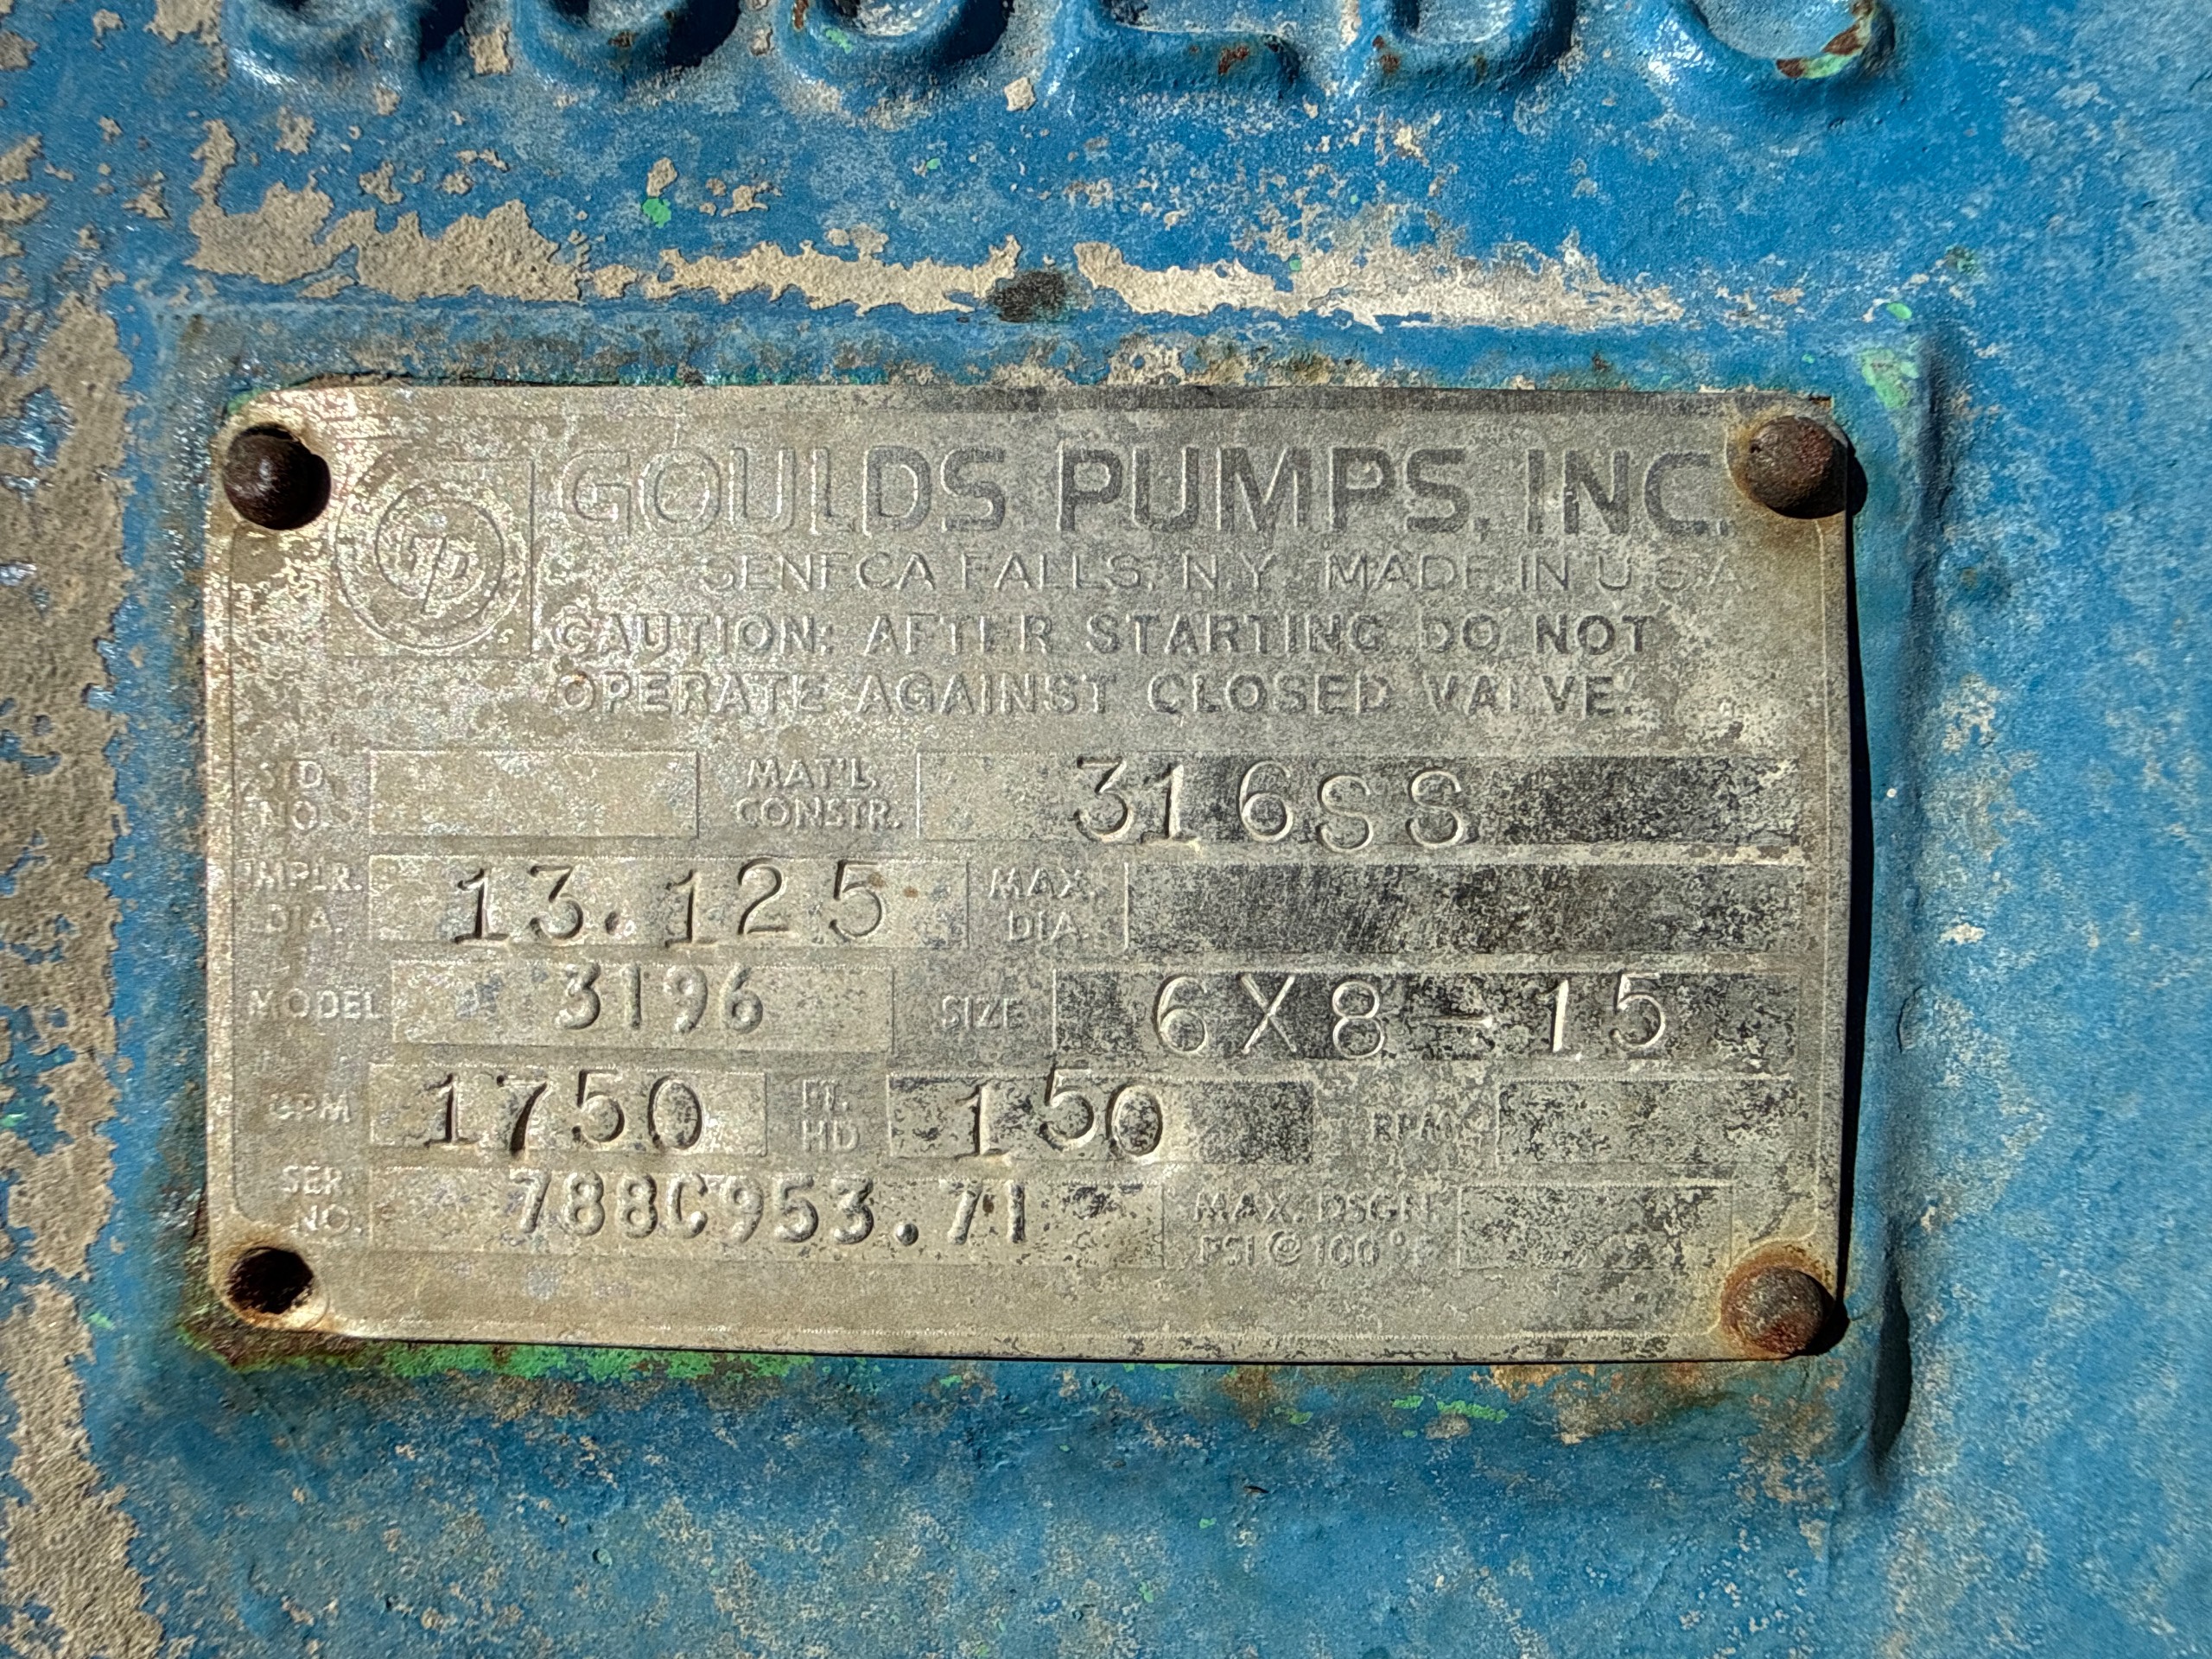 GOULDS
GP GOULDS PUMPS, INC.
SENECA FALLS, N.Y. MADE IN U.S.A.
CAUTION: AFTER STARTING DO NOT
OPERATE AGAINST CLOSED VALVE.
S.D. NO. MAT'L. CONSTR. 316SS
IMPLR. DIA. 13.125 MAX. DIA.
MODEL 3196 SIZE 6X8-15
GPM 1750 FT. HD 150 RPM
SER. NO. 788C953.71 MAX. DSGN. PSI @ 100 °F